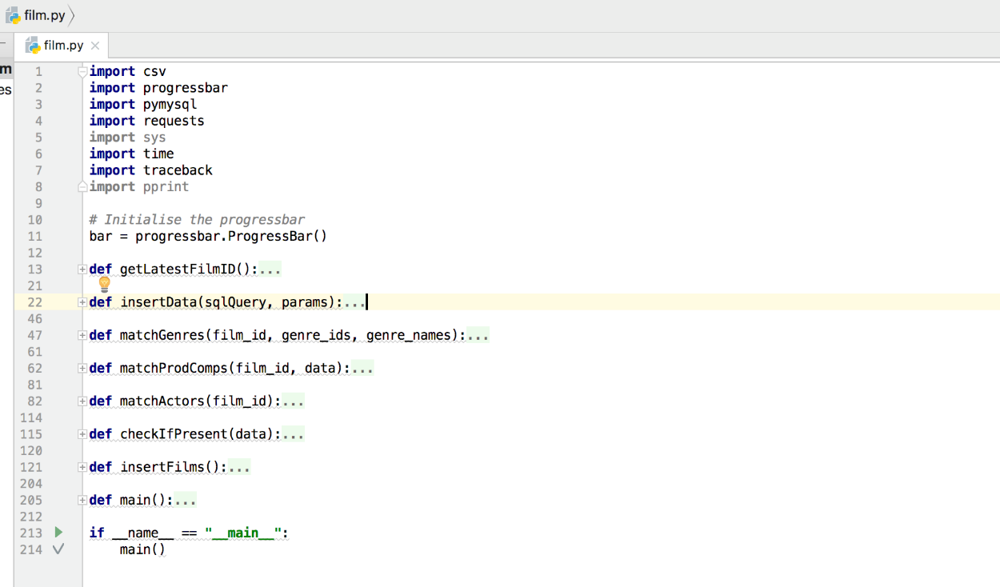 film.py
film.py
m
es
1 import csv
2 import progressbar
3 import pymysql
4 import requests
5 import sys
6 import time
7 import traceback
8 import pprint
9
10 # Initialise the progressbar
11 bar = progressbar.ProgressBar()
12
13 def getLatestFilmID():...
21
22 def insertData(sqlQuery, params):...
46
47 def matchGenres(film_id, genre_ids, genre_names):...
61
62 def matchProdComps(film_id, data):...
81
82 def matchActors(film_id):...
114
115 def checkIfPresent(data):...
120
121 def insertFilms():...
204
205 def main():...
212
213 if __name__ == "__main__":
214 main()